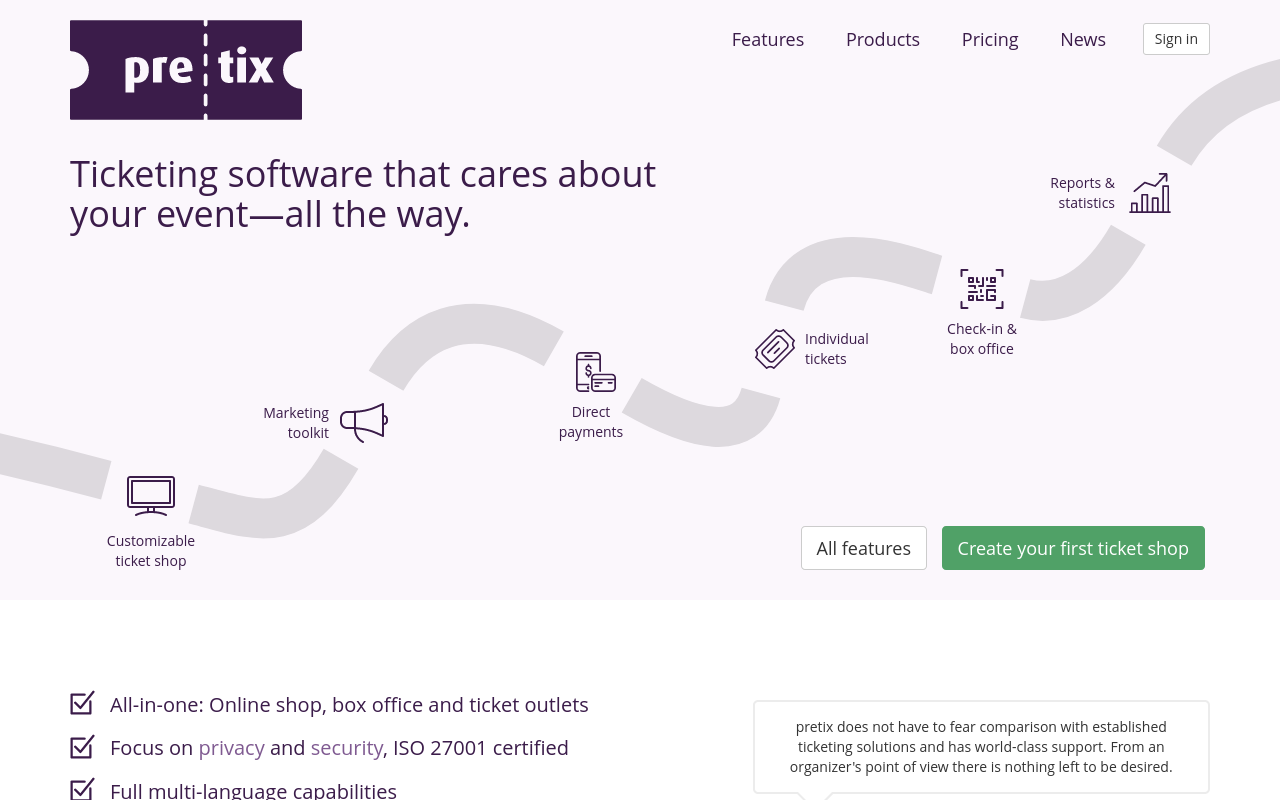 pretix
Features
Products
Pricing
News
Sign in
Ticketing software that cares about
your event—all the way.
Reports &
statistics
Check-in &
box office
Individual
tickets
Direct
payments
Marketing
toolkit
Customizable
ticket shop
All features
Create your first ticket shop
All-in-one: Online shop, box office and ticket outlets
Focus on privacy and security, ISO 27001 certified
Full multi-language capabilities
pretix does not have to fear comparison with established
ticketing solutions and has world-class support. From an
organizer's point of view there is nothing left to be desired.